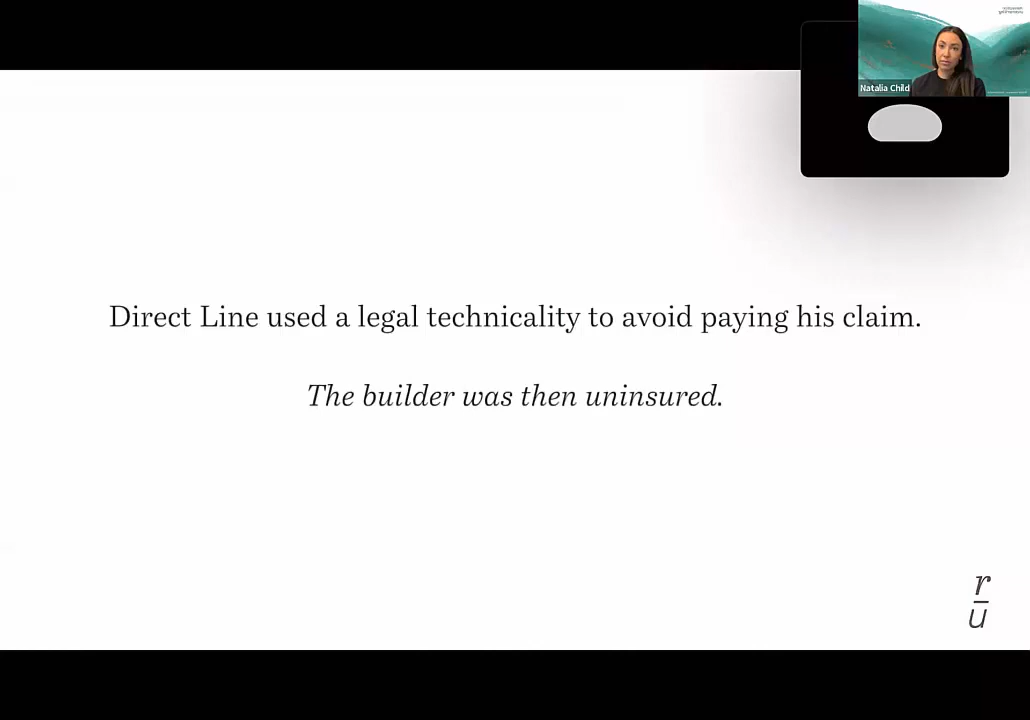 Natalia Child
Direct Line used a legal technicality to avoid paying his claim.
The builder was then uninsured.
r
u